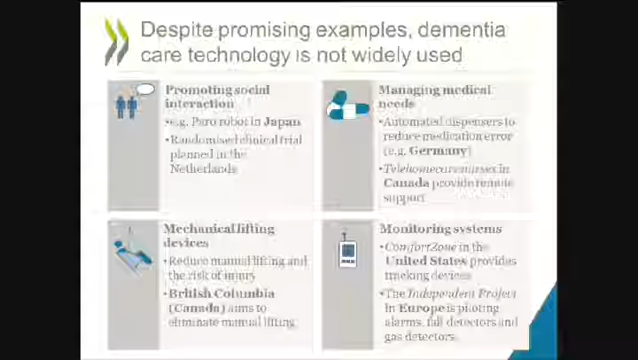 Despite promising examples, dementia
care technology is not widely used
Promoting social
interaction
•e.g. Paro robot in Japan
•Randomised clinical trial
planned in the
Netherlands
Managing medical
needs
•Automated dispensers to
reduce medication error
(e.g. Germany)
•Telehomecare nurses in
Canada provide remote
support
Mechanical lifting
devices
•Reduce manual lifting and
the risk of injury
•British Columbia
(Canada) aims to
eliminate manual lifting
Monitoring systems
•ComfortZone in the
United States provides
tracking devices
•The Independent Project
in Europe is piloting
alarms, fall detectors and
gas detectors.